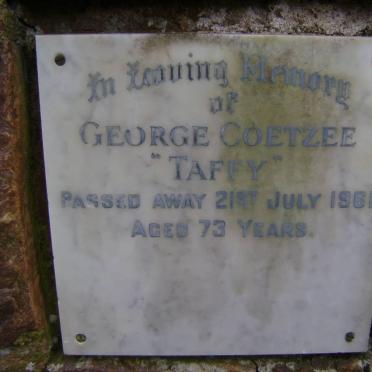 In Loving Memory
of
GEORGE COETZEE
"TAFFY"
PASSED AWAY 21ST JULY
AGED 73 YEARS.